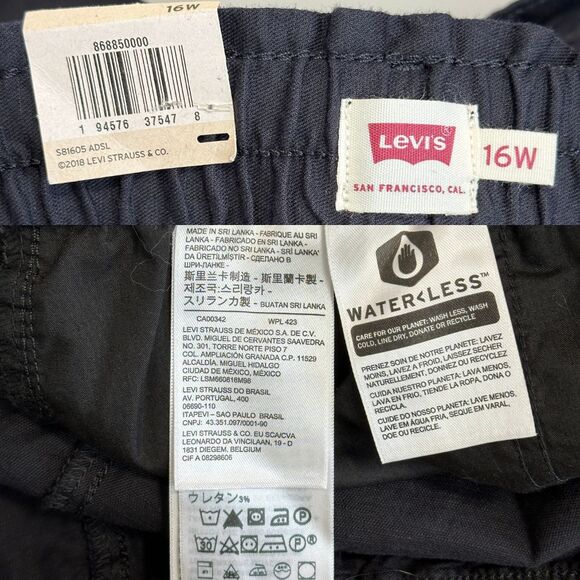 16W
868850000
1 94576 37547 8
S81605 ADSL
©2018 LEVI STRAUSS & CO.
Levi's®
SAN FRANCISCO, CAL.
16W
MADE IN SRI LANKA - FABRIQUE AU SRI
LANKA - FABRICADO EN SRI LANKA -
FABRICADO NO SRI LANKA - SRI LANKA'
DA ÜRETİLMİŞTİR - СДЕЛАНО В
ШРИ-ЛАНКЕ -
斯里兰卡制造 - 斯里蘭卡製 -
제조국:스리랑카 -
スリランカ製 - BUATAN SRI LANKA
CA00342 WPL 423
LEVI STRAUSS DE MÉXICO S.A. DE C.V.
BLVD. MIGUEL DE CERVANTES SAAVEDRA
NO. 301, TORRE NORTE PISO 7
COL. AMPLIACIÓN GRANADA C.P. 11529
ALCALDÍA. MIGUEL HIDALGO
CIUDAD DE MÉXICO, MÉXICO
RFC: LSM660818M98
LEVI STRAUSS DO BRASIL
AV. PORTUGAL, 400
06690-110
ITAPEVI – SAO PAULO BRASIL
CNPJ: 43.351.097/0001-90
LEVI STRAUSS & CO. EU SCA/CVA
LEONARDO DA VINCILAAN, 19 - D
1831 DIEGEM, BELGIUM
CIF A 08298606
ウレタン3%
WATER<LESS™
CARE FOR OUR PLANET: WASH LESS, WASH
COLD, LINE DRY, DONATE OR RECYCLE
PRENEZ SOIN DE NOTRE PLANETE: LAVEZ
MOINS, LAVEZ A FROID, LAISSEZ SECHER
NATURELLEMENT, DONNEZ OU RECYCLEZ
CUIDA NUESTRO PLANETA: LAVA MENOS,
LAVA EN FRIO, TIENDE LA ROPA, DONA O
RECICLA.
CUIDE DO NOSSO PLANETA: LAVE MENOS,
LAVE EM ÁGUA FRIA, SEQUE EM VARAL,
DOE OU RECICLE.